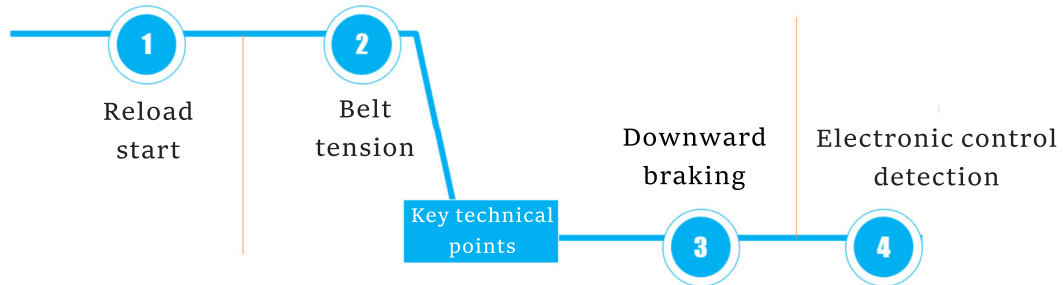 1
Reload
start
2
Belt
tension
Key technical
points
Downward
braking
3
Electronic control
detection
4